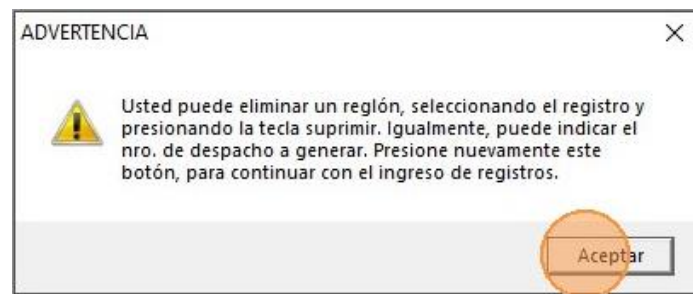 ADVERTENCIA
Usted puede eliminar un reglón, seleccionando el registro y
presionando la tecla suprimir. Igualmente, puede indicar el
nro. de despacho a generar. Presione nuevamente este
botón, para continuar con el ingreso de registros.
Aceptar